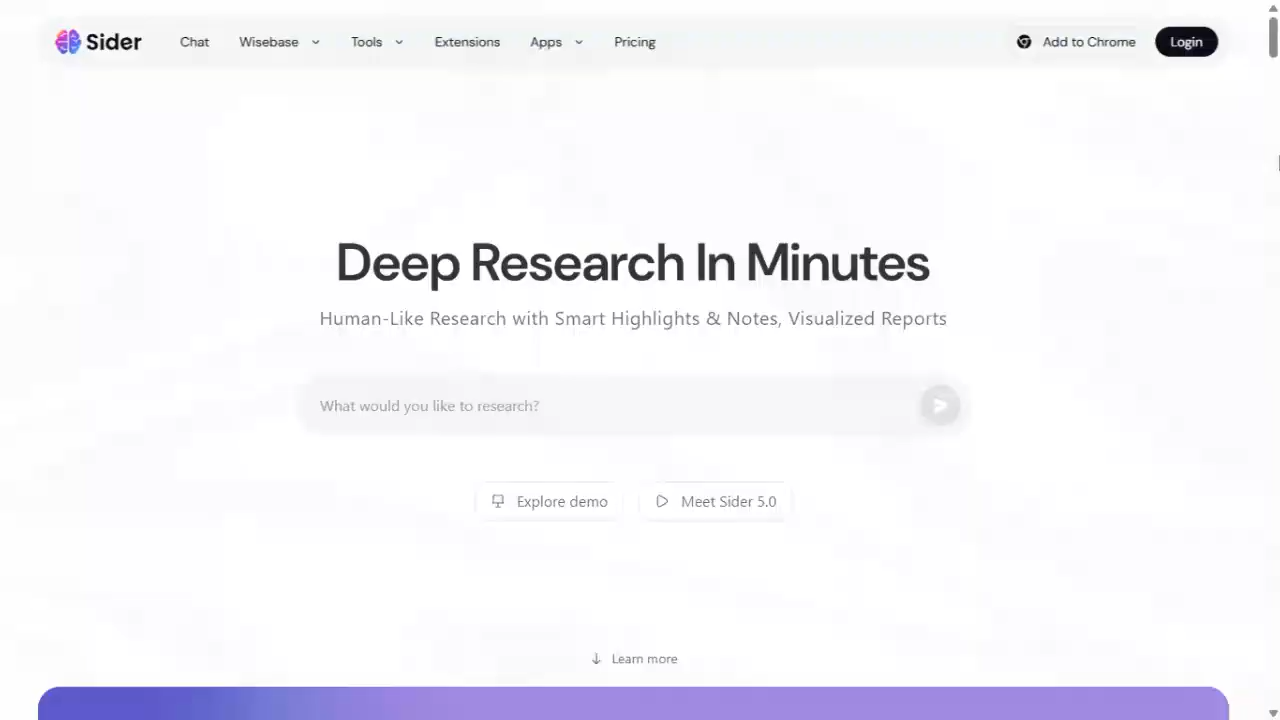 Sider Chat Wisebase Tools Extensions Apps Pricing Add to Chrome Login
Deep Research In Minutes
Human-Like Research with Smart Highlights & Notes, Visualized Reports
What would you like to research?
Explore demo Meet Sider 5.0
Learn more